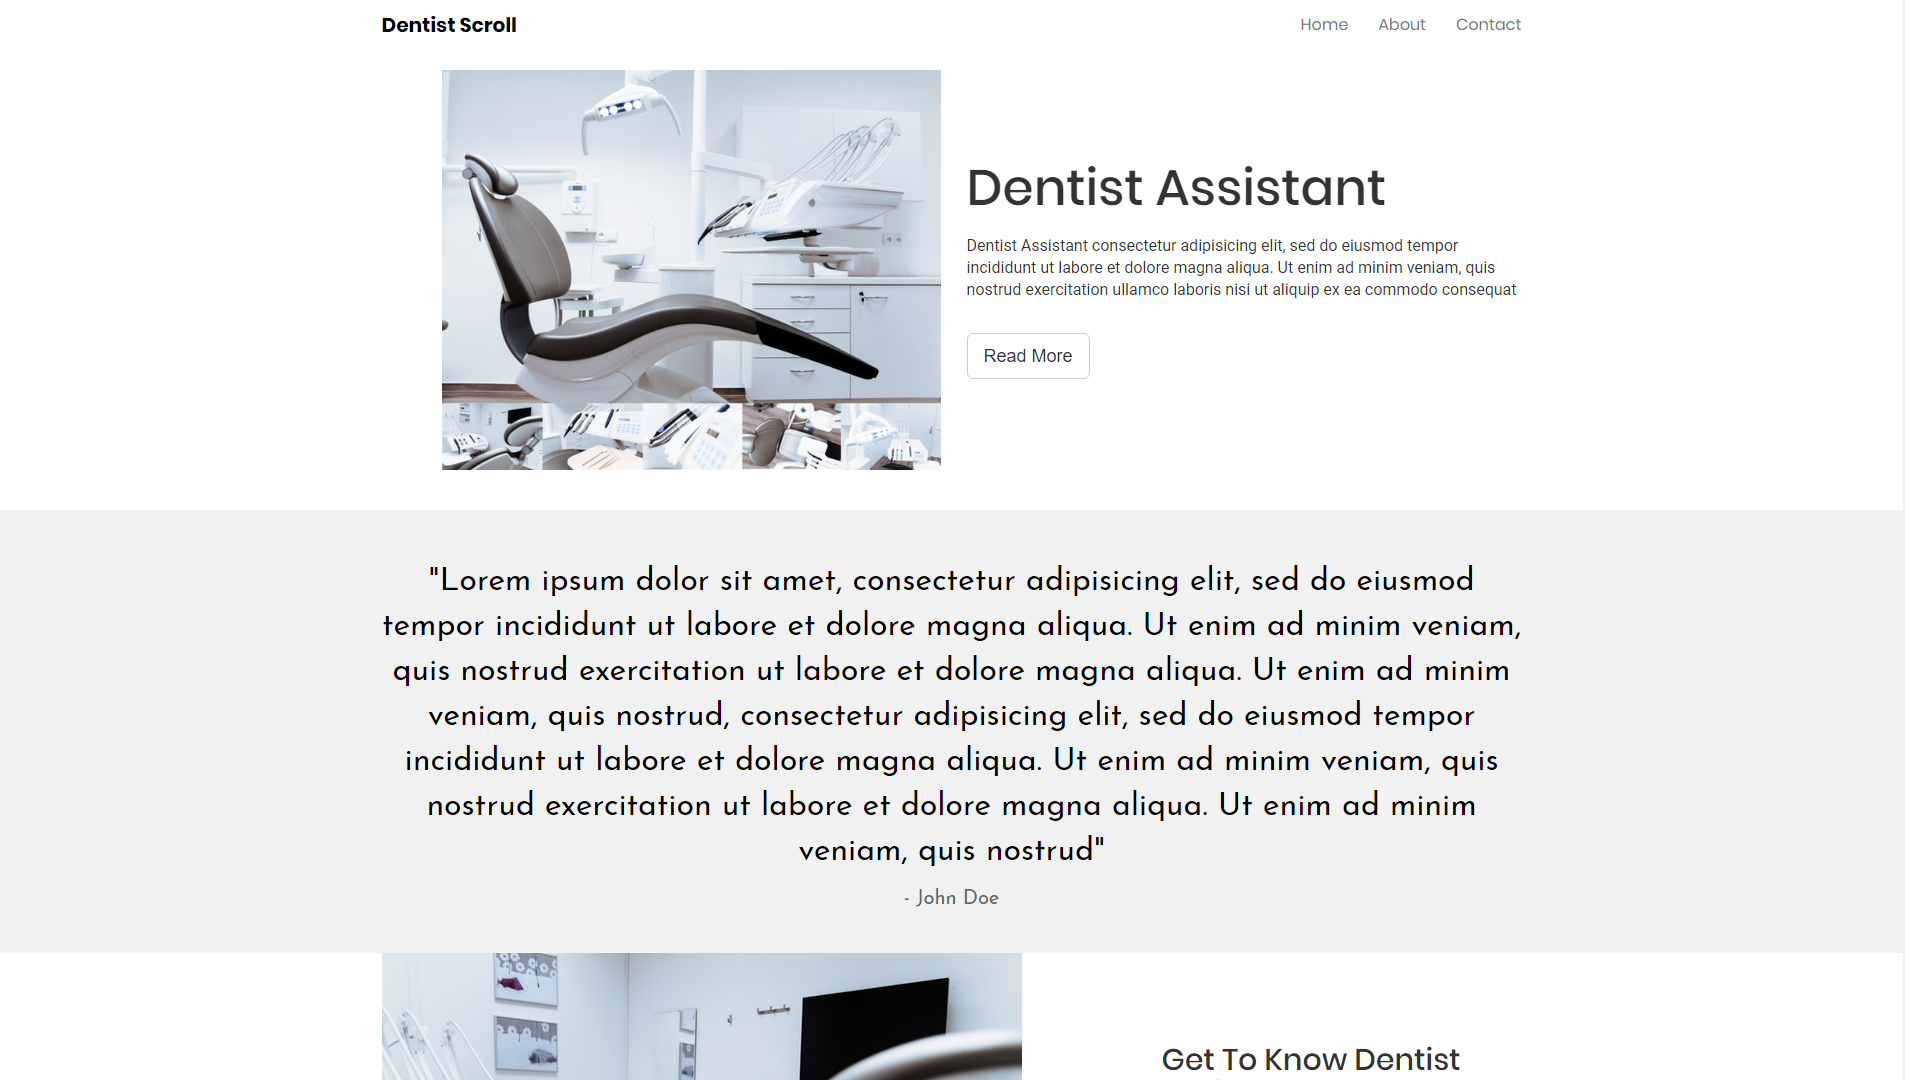 Dentist Scroll
Home About Contact
Dentist Assistant
Dentist Assistant consectetur adipisicing elit, sed do eiusmod tempor
incididunt ut labore et dolore magna aliqua. Ut enim ad minim veniam, quis
nostrud exercitation ullamco laboris nisi ut aliquip ex ea commodo consequat
Read More
"Lorem ipsum dolor sit amet, consectetur adipisicing elit, sed do eiusmod
tempor incididunt ut labore et dolore magna aliqua. Ut enim ad minim veniam,
quis nostrud exercitation ut labore et dolore magna aliqua. Ut enim ad minim
veniam, quis nostrud, consectetur adipisicing elit, sed do eiusmod tempor
incididunt ut labore et dolore magna aliqua. Ut enim ad minim veniam, quis
nostrud exercitation ut labore et dolore magna aliqua. Ut enim ad minim
veniam, quis nostrud"
- John Doe
Get To Know Dentist